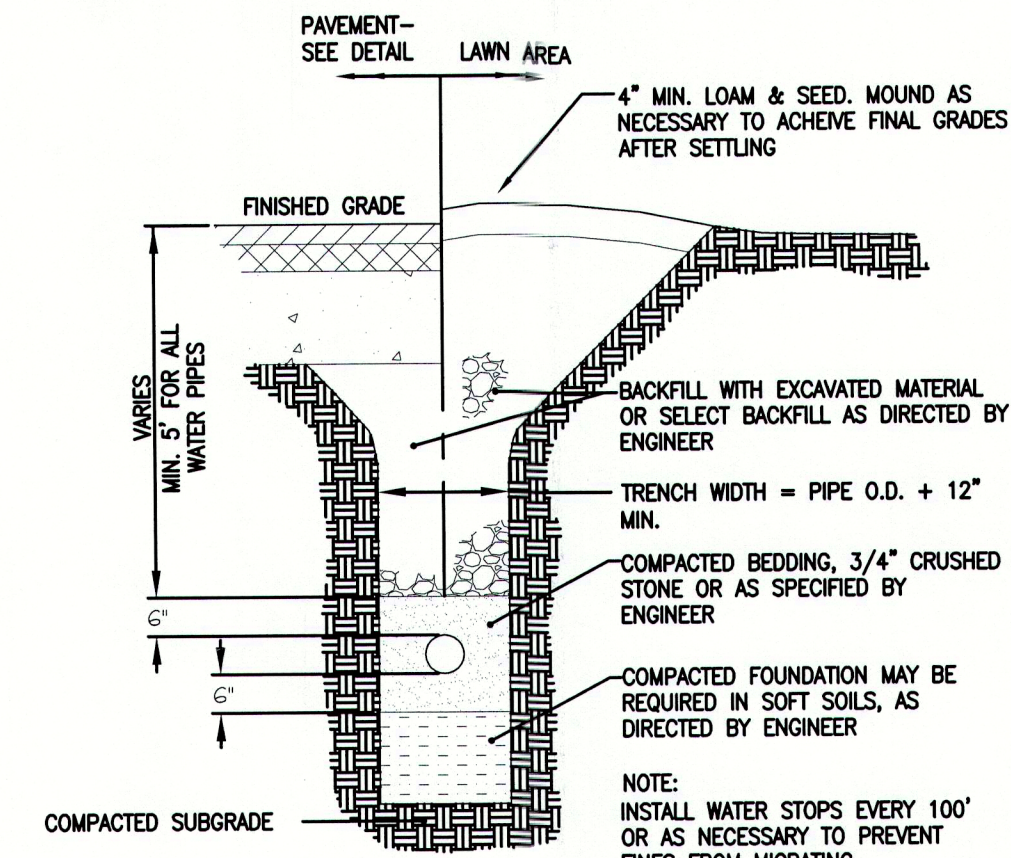 PAVEMENT-
SEE DETAIL
LAWN AREA
4" MIN. LOAM & SEED. MOUND AS
NECESSARY TO ACHEIVE FINAL GRADES
AFTER SETTLING
FINISHED GRADE
VARIES
MIN. 5' FOR ALL
WATER PIPES
BACKFILL WITH EXCAVATED MATERIAL
OR SELECT BACKFILL AS DIRECTED BY
ENGINEER
TRENCH WIDTH = PIPE O.D. + 12"
MIN.
COMPACTED BEDDING, 3/4" CRUSHED
STONE OR AS SPECIFIED BY
ENGINEER
6"
6"
COMPACTED FOUNDATION MAY BE
REQUIRED IN SOFT SOILS, AS
DIRECTED BY ENGINEER
COMPACTED SUBGRADE
NOTE:
INSTALL WATER STOPS EVERY 100'
OR AS NECESSARY TO PREVENT
FINES FROM MIGRATING